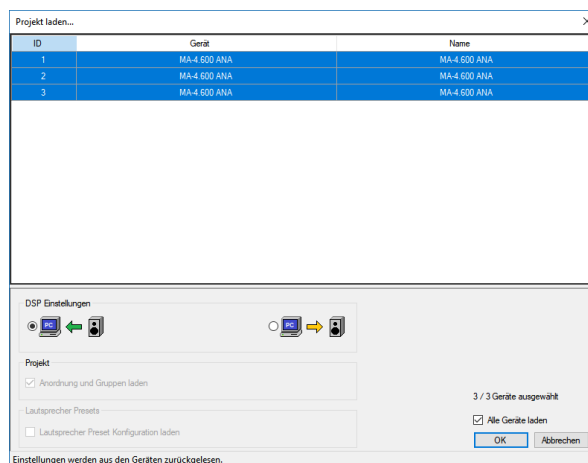 Projekt laden...
ID Gerät Name
1 MA-4.600 ANA MA-4.600 ANA
2 MA-4.600 ANA MA-4.600 ANA
3 MA-4.600 ANA MA-4.600 ANA
DSP Einstellungen
PC PC
Projekt
Anordnung und Gruppen laden
3 / 3 Geräte ausgewählt
Lautsprecher Presets
Alle Geräte laden
Lautsprecher Preset Konfiguration laden
OK Abbrechen
Einstellungen werden aus den Geräten zurückgelesen.